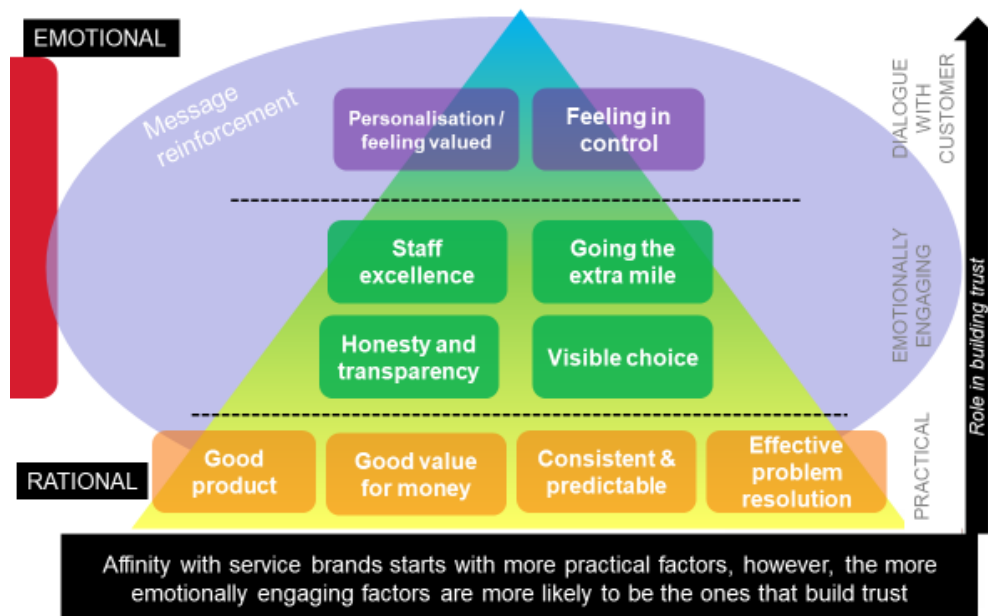 EMOTIONAL
Message
reinforcement
Personalisation /
feeling valued
Feeling in
control
DIALOGUE
WITH
CUSTOMER
Staff
excellence
Going the
extra mile
Honesty and
transparency
Visible choice
EMOTIONALLY
ENGAGING
Role in building trust
RATIONAL
Good
product
Good value
for money
Consistent &
predictable
Effective
problem
resolution
PRACTICAL
Affinity with service brands starts with more practical factors, however, the more
emotionally engaging factors are more likely to be the ones that build trust